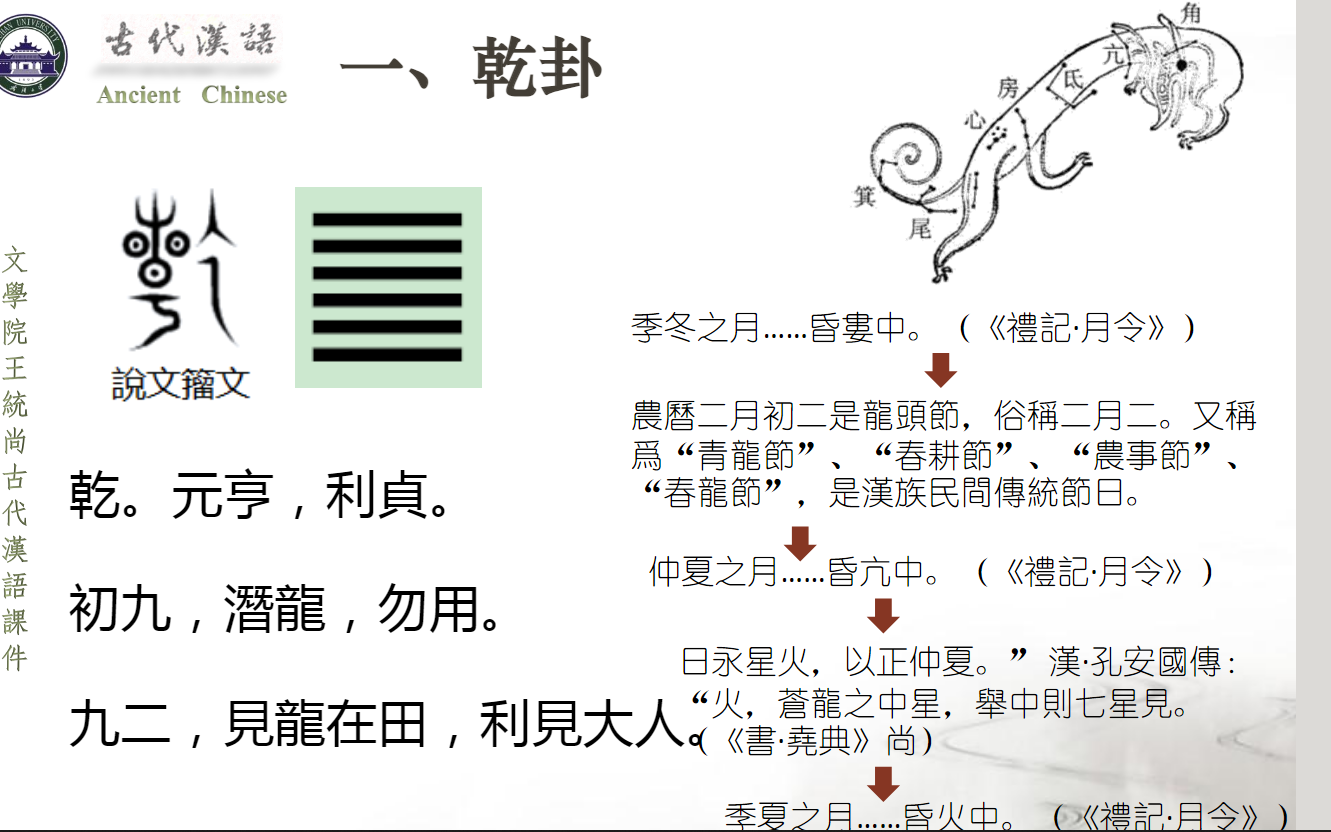 古代漢語
Ancient Chinese
一、乾卦
角
亢
氐
房
心
尾
箕
說文籀文
文學院王統尚古代漢語課件
乾。元亨，利貞。
初九，潛龍，勿用。
九二，見龍在田，利見大人。
季冬之月……昏婁中。（《禮記·月令》）
農曆二月初二是龍頭節，俗稱二月二。又稱
爲“青龍節”、“春耕節”、“農事節”、
“春龍節”，是漢族民間傳統節日。
仲夏之月……昏亢中。（《禮記·月令》）
日永星火，以正仲夏。” 漢·孔安國傳：
“火，蒼龍之中星，舉中則七星見。
（《書·堯典》尚）
季夏之月……昏火中。（《禮記·月令》）